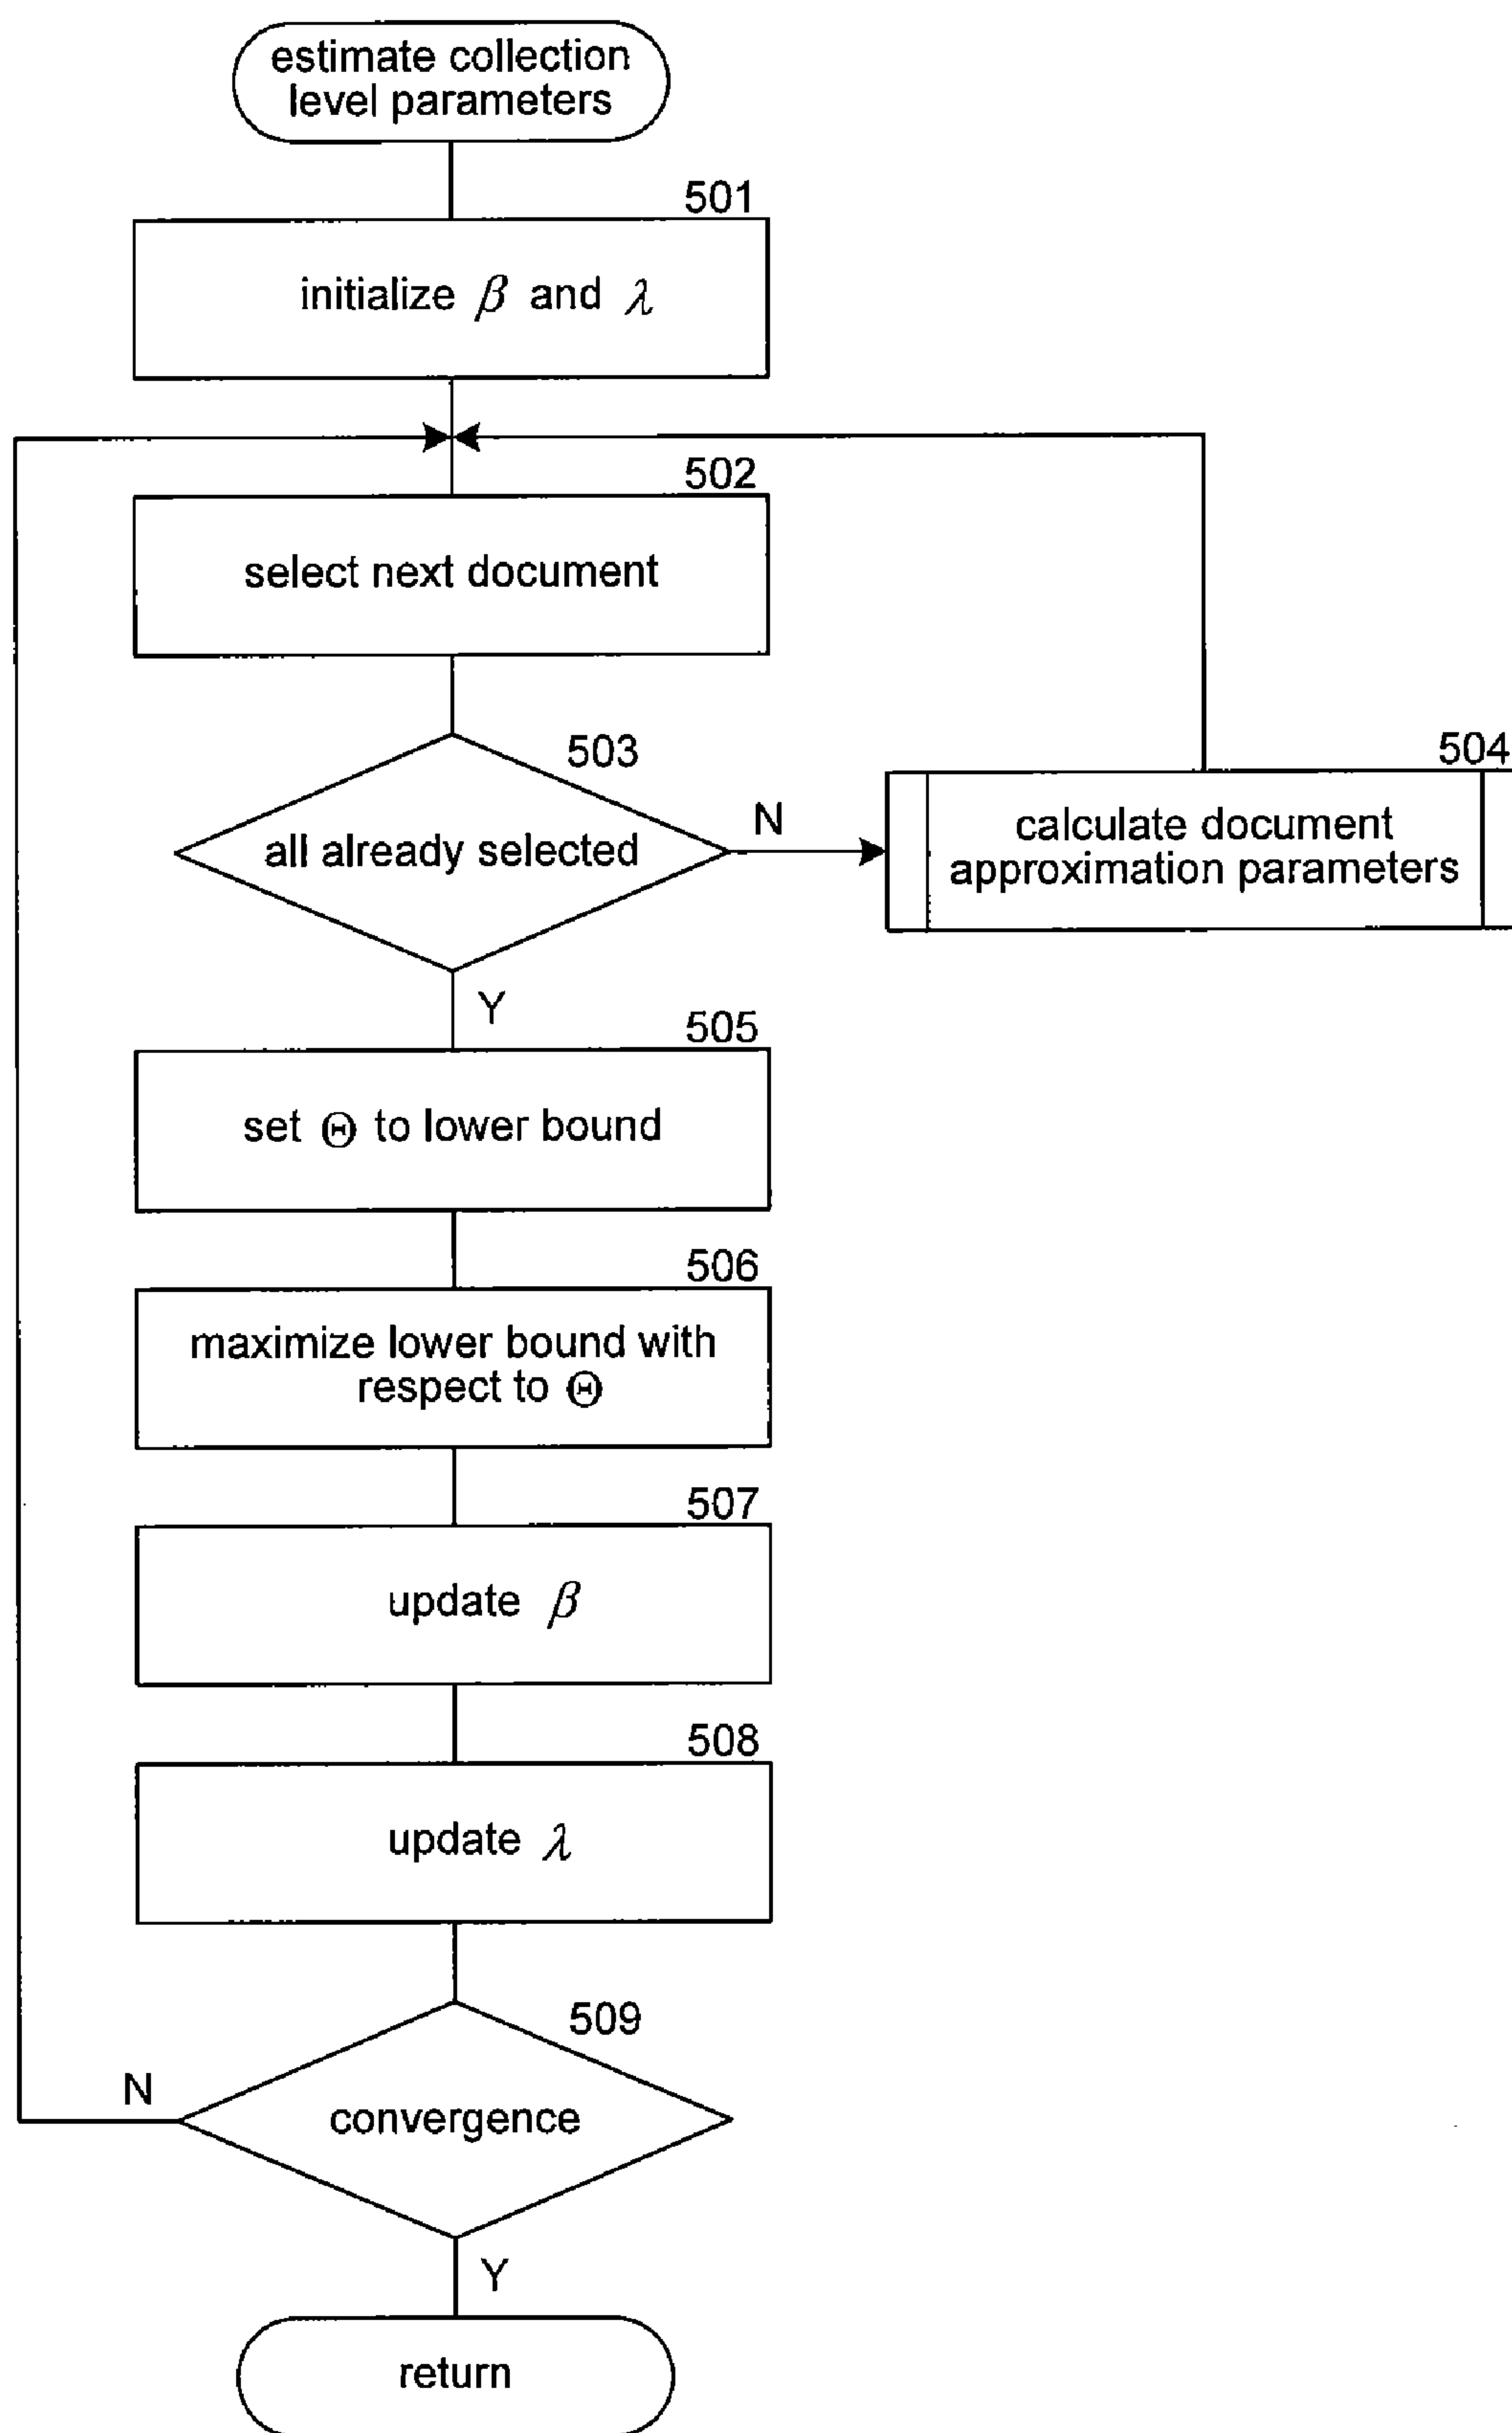 estimate collection
level parameters
501
initialize β and λ
502
select next document
503
all already selected
N
504
calculate document
approximation parameters
Y
505
set Θ to lower bound
506
maximize lower bound with
respect to Θ
507
update β
508
update λ
509
convergence
N
Y
return